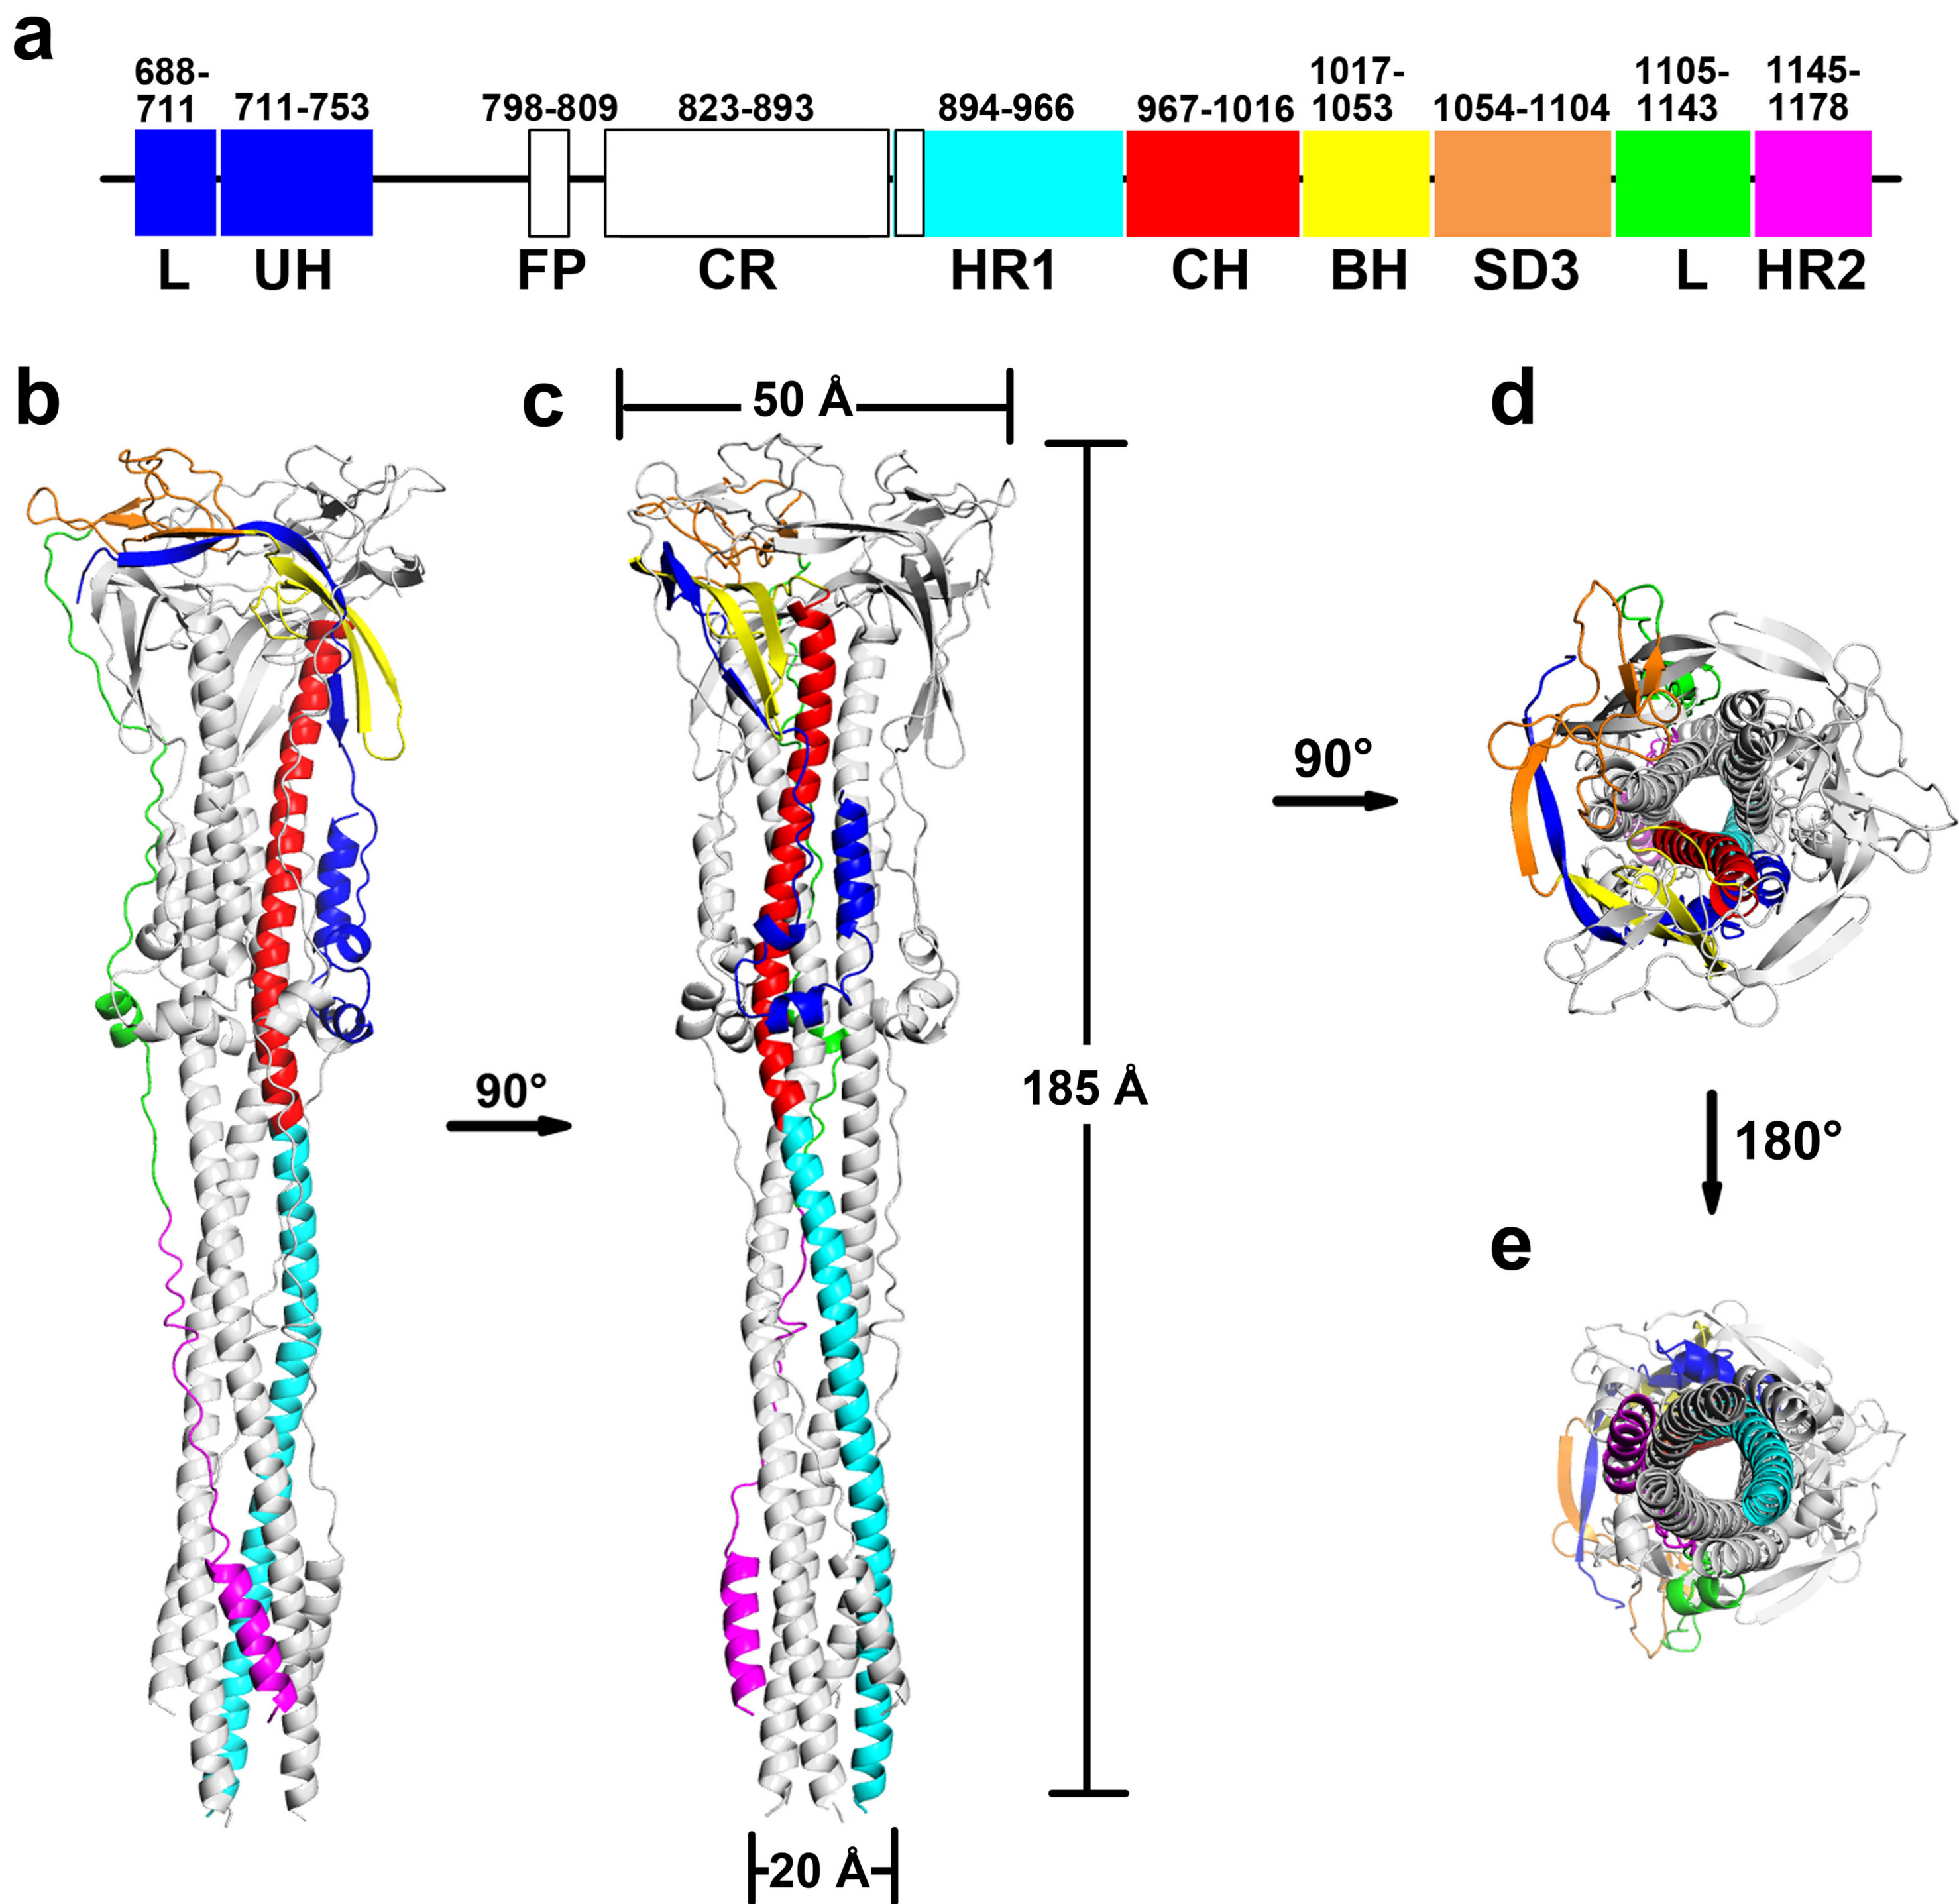 a
688-
711
711-753
798-809
823-893
894-966
967-1016
1017-
1053
1054-1104
1105-
1143
1145-
1178
L
UH
FP
CR
HR1
CH
BH
SD3
L
HR2
b
c
50 Å
d
90°
185 Å
90°
180°
e
20 Å